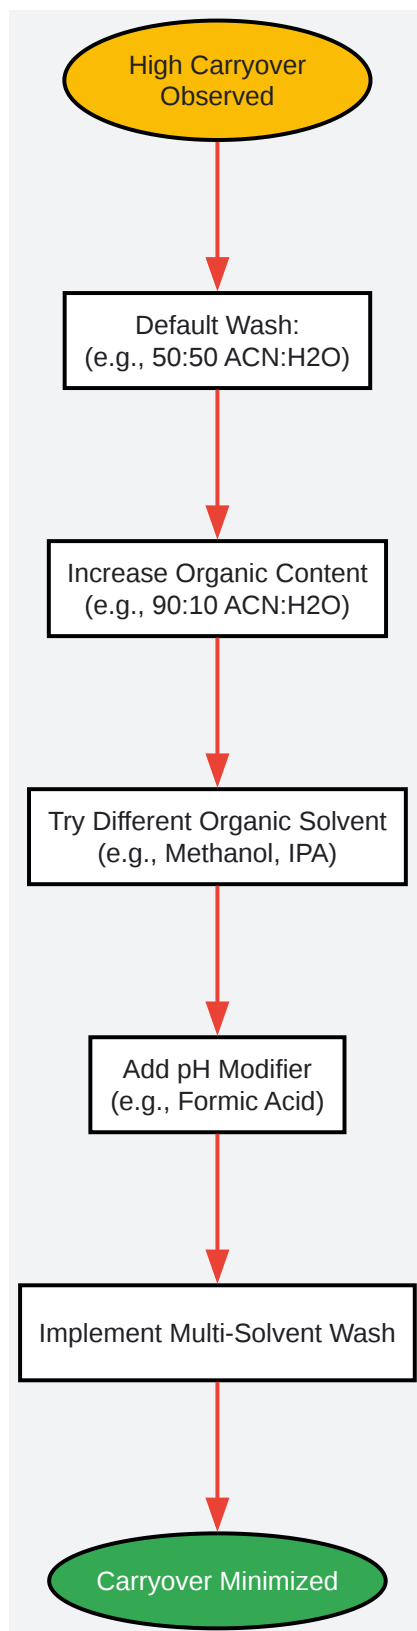 High Carryover
Observed
Default Wash:
(e.g., 50:50 ACN:H2O)
Increase Organic Content
(e.g., 90:10 ACN:H2O)
Try Different Organic Solvent
(e.g., Methanol, IPA)
Add pH Modifier
(e.g., Formic Acid)
Implement Multi-Solvent Wash
Carryover Minimized